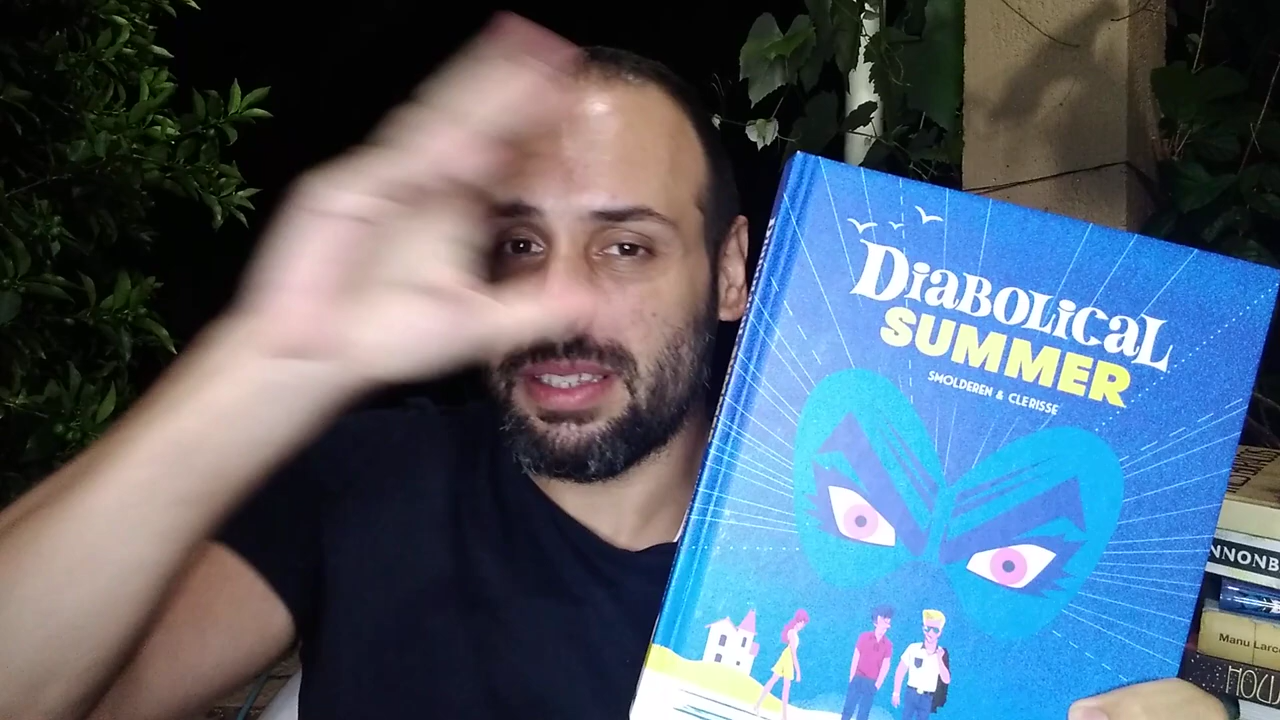 DiaBOLicaL
SUMMER
SMOLDEREN & CLERISSE
NNONB
Manu Larc